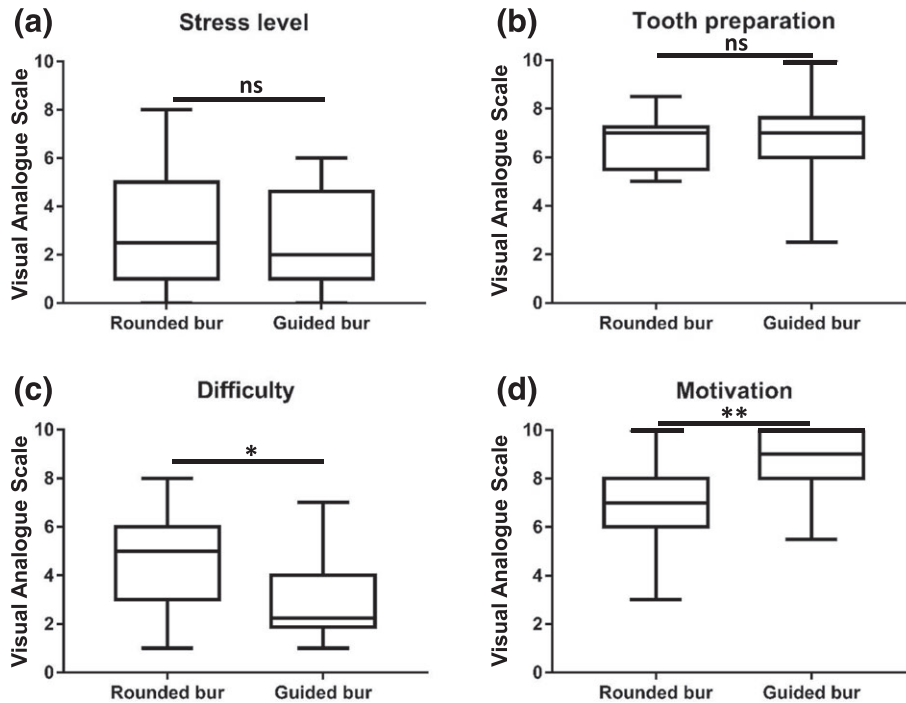 (a)
Stress level
Visual Analogue Scale
10
8
6
4
2
0
ns
Rounded bur
Guided bur
(b)
Tooth preparation
Visual Analogue Scale
10
8
6
4
2
0
ns
Rounded bur
Guided bur
(c)
Difficulty
Visual Analogue Scale
10
8
6
4
2
0
*
Rounded bur
Guided bur
(d)
Motivation
Visual Analogue Scale
10
8
6
4
2
0
**
Rounded bur
Guided bur